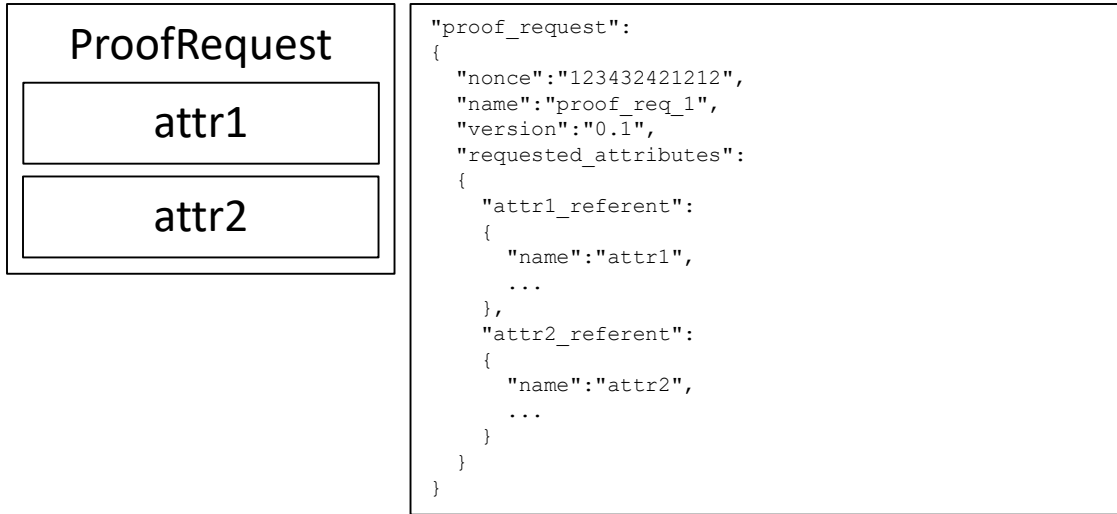 ProofRequest
attr1
attr2
"proof_request":
{
  "nonce":"123432421212",
  "name":"proof_req_1",
  "version":"0.1",
  "requested_attributes":
  {
    "attr1_referent":
    {
      "name":"attr1",
      ...
    },
    "attr2_referent":
    {
      "name":"attr2",
      ...
    }
  }
}